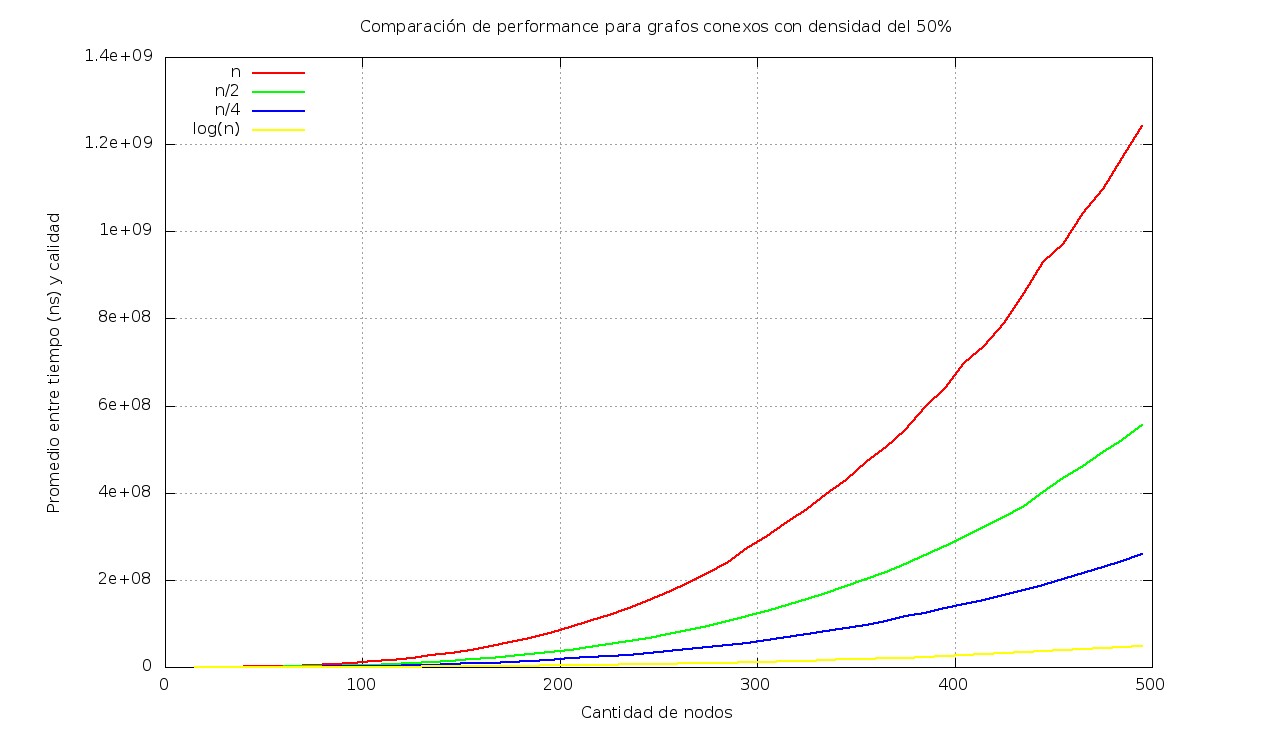 Comparación de performance para grafos conexos con densidad del 50%
1.4e+09
1.2e+09
1e+09
8e+08
6e+08
4e+08
2e+08
0
n
n/2
n/4
log(n)
Promedio entre tiempo (ns) y calidad
0 100 200 300 400 500
Cantidad de nodos